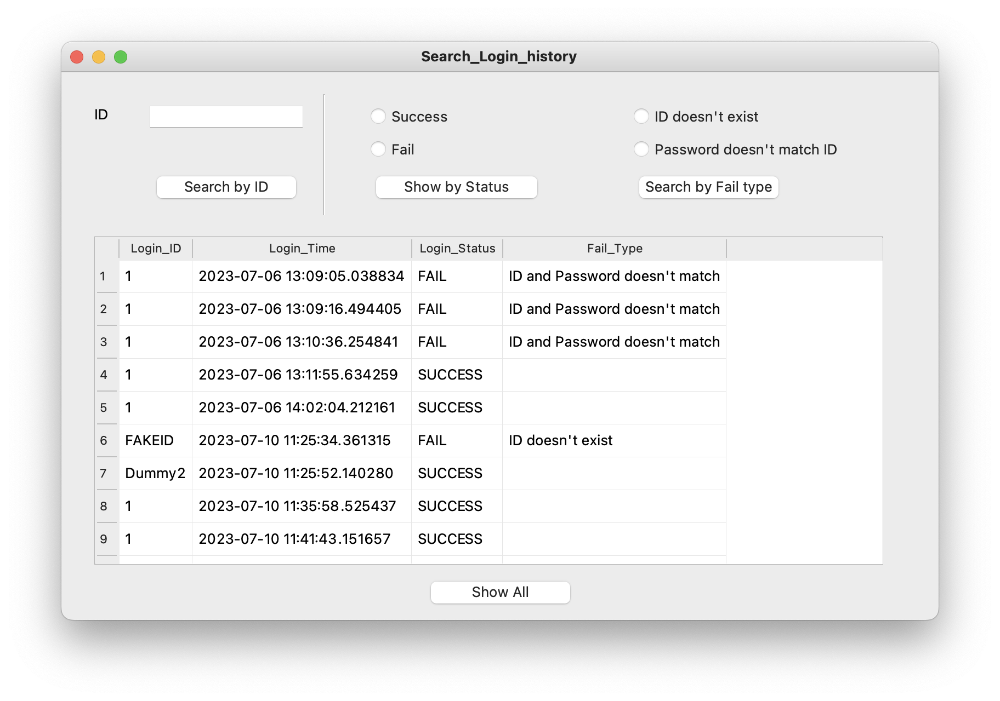 Search_Login_history
ID
Success
ID doesn't exist
Fail
Password doesn't match ID
Search by ID
Show by Status
Search by Fail type
Login_ID Login_Time Login_Status Fail_Type
1 1 2023-07-06 13:09:05.038834 FAIL ID and Password doesn't match
2 1 2023-07-06 13:09:16.494405 FAIL ID and Password doesn't match
3 1 2023-07-06 13:10:36.254841 FAIL ID and Password doesn't match
4 1 2023-07-06 13:11:55.634259 SUCCESS
5 1 2023-07-06 14:02:04.212161 SUCCESS
6 FAKEID 2023-07-10 11:25:34.361315 FAIL ID doesn't exist
7 Dummy2 2023-07-10 11:25:52.140280 SUCCESS
8 1 2023-07-10 11:35:58.525437 SUCCESS
9 1 2023-07-10 11:41:43.151657 SUCCESS
Show All